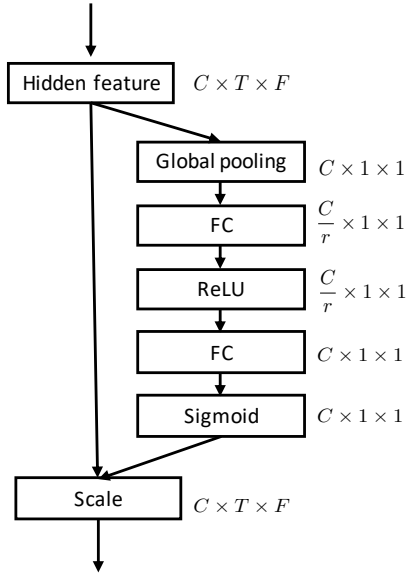 Hidden feature C × T × F
Global pooling C × 1 × 1
FC C/r × 1 × 1
ReLU C/r × 1 × 1
FC C × 1 × 1
Sigmoid C × 1 × 1
Scale C × T × F